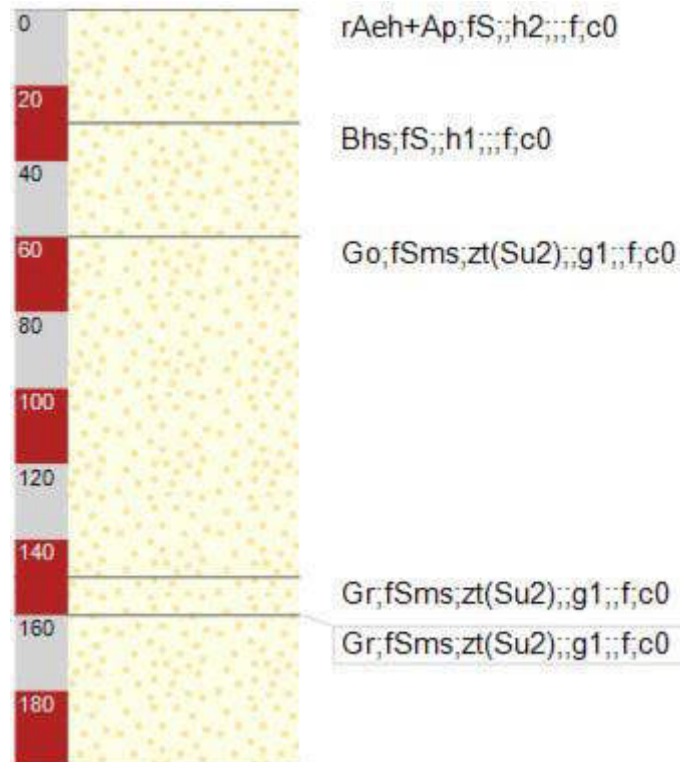 0
rAeh+Ap;fS;;h2;;;f;c0
20
Bhs;fS;;h1;;;f;c0
40
60
Go;fSms;zt(Su2);;g1;;f;c0
80
100
120
140
Gr;fSms;zt(Su2);;g1;;f;c0
160
Gr;fSms;zt(Su2);;g1;;f;c0
180